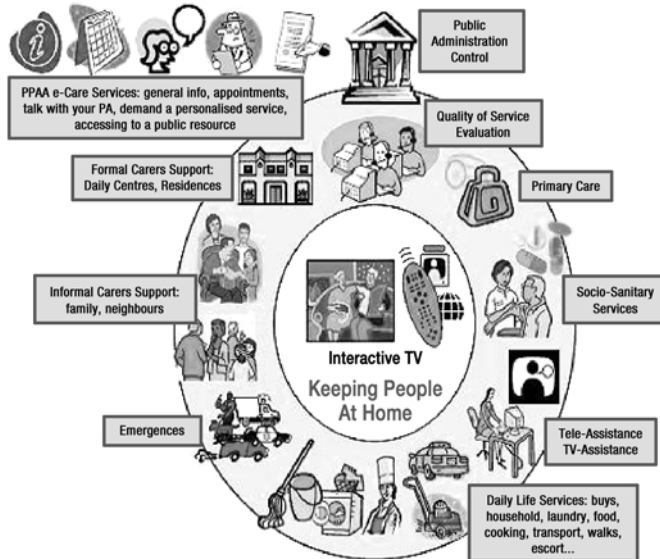 Public
Administration
Control
PPAA e-Care Services: general info, appointments,
talk with your PA, demand a personalised service,
accessing to a public resource
Quality of Service
Evaluation
Formal Carers Support:
Daily Centres, Residences
Primary Care
Informal Carers Support:
family, neighbours
Socio-Sanitary
Services
Interactive TV
Keeping People
At Home
Emergences
Tele-Assistance
TV-Assistance
Daily Life Services: buys,
household, laundry, food,
cooking, transport, walks,
escort...